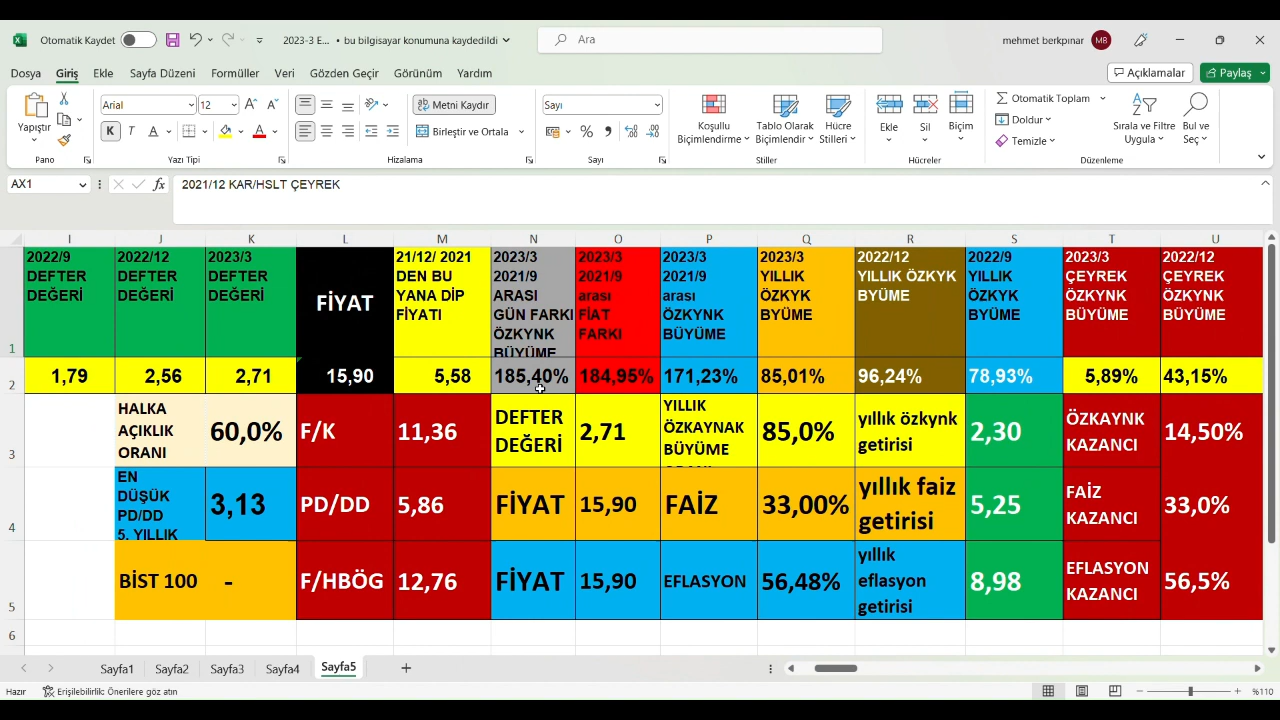 Otomatik Kaydet
2023-3 E... • bu bilgisayar konumuna kaydedildi
Ara
mehmet berkpınar
MB
Dosya Giriş Ekle Sayfa Düzeni Formüller Veri Gözden Geçir Görünüm Yardım
Açıklamalar
Paylaş
Yapıştır
Pano
Arial 12
K T A
Yazı Tipi
Metni Kaydır
Birleştir ve Ortala
Hizalama
Sayı
Sayı
Koşullu
Biçimlendirme
Tablo Olarak
Biçimlendir
Hücre
Stilleri
Stiller
Ekle
Sil
Biçim
Hücreler
Otomatik Toplam
Doldur
Temizle
Sırala ve Filtre
Uygula
Bul ve
Seç
Düzenleme
AX1
fx
2021/12 KAR/HSLT ÇEYREK
I J K L M N O P Q R S T U
1
2022/9
DEFTER
DEĞERİ
2022/12
DEFTER
DEĞERİ
2023/3
DEFTER
DEĞERİ
FİYAT
21/12/ 2021
DEN BU
YANA DİP
FİYATI
2023/3
2021/9
ARASI
GÜN FARKI
ÖZKYNK
BÜYÜME
2023/3
2021/9
arası
FİAT
FARKI
2023/3
2021/9
arası
ÖZKYNK
BÜYÜME
2023/3
YILLIK
ÖZKYK
BYÜME
2022/12
YILLIK ÖZKYK
BYÜME
2022/9
YILLIK
ÖZKYK
BYÜME
2023/3
ÇEYREK
ÖZKYNK
BÜYÜME
2022/12
ÇEYREK
ÖZKYNK
BÜYÜME
2 1,79 2,56 2,71 15,90 5,58 185,40% 184,95% 171,23% 85,01% 96,24% 78,93% 5,89% 43,15%
3
HALKA
AÇIKLIK
ORANI
60,0%
F/K
11,36
DEFTER
DEĞERİ
2,71
YILLIK
ÖZKAYNAK
BÜYÜME
85,0%
yıllık özkynk
getirisi
2,30
ÖZKAYNK
KAZANCI
14,50%
4
EN
DÜŞÜK
PD/DD
5. YILLIK
3,13
PD/DD
5,86
FİYAT
15,90
FAİZ
33,00%
yıllık faiz
getirisi
5,25
FAİZ
KAZANCI
33,0%
5
BİST 100
-
F/HBÖG
12,76
FİYAT
15,90
EFLASYON
56,48%
yıllık
eflasyon
getirisi
8,98
EFLASYON
KAZANCI
56,5%
6
Sayfa1 Sayfa2 Sayfa3 Sayfa4 Sayfa5
Hazır
Erişilebilirlik: Önerilere göz atın
%110